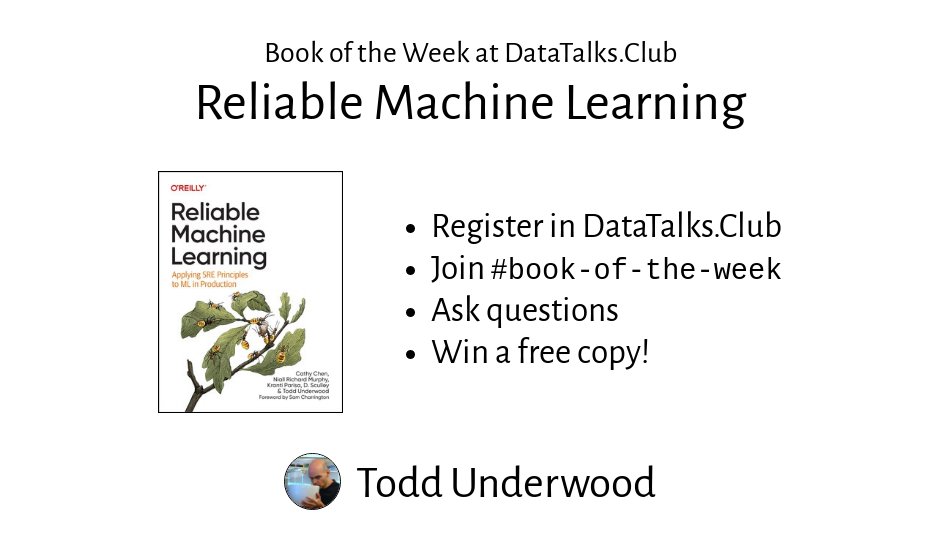 Book of the Week at DataTalks.Club
Reliable Machine Learning
O'REILLY
Reliable
Machine
Learning
Applying SRE Principles
to ML in Production
Cathy Chen,
Niall Richard Murphy,
Kranti Parisa, D. Sculley
& Todd Underwood
Foreword by Sam Charrington
• Register in DataTalks.Club
• Join #book-of-the-week
• Ask questions
• Win a free copy!
Todd Underwood